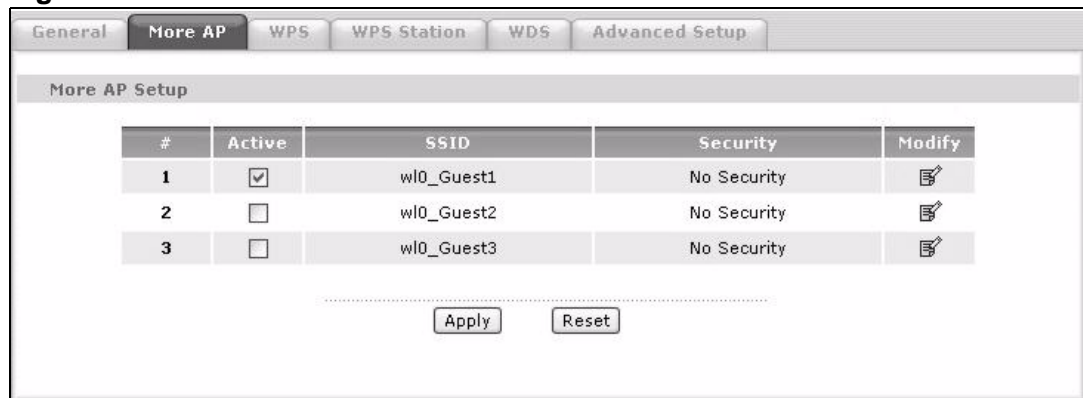 General More AP WPS WPS Station WDS Advanced Setup
More AP Setup
# Active SSID Security Modify
1 wl0_Guest1 No Security
2 wl0_Guest2 No Security
3 wl0_Guest3 No Security
Apply Reset